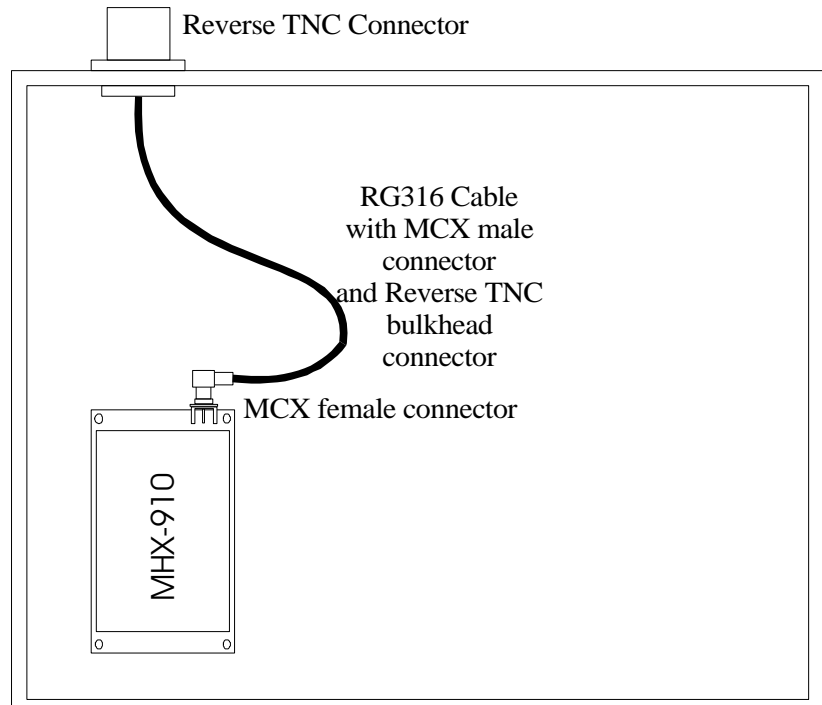 Reverse TNC Connector
RG316 Cable
with MCX male
connector
and Reverse TNC
bulkhead
connector
MCX female connector
MHX-910